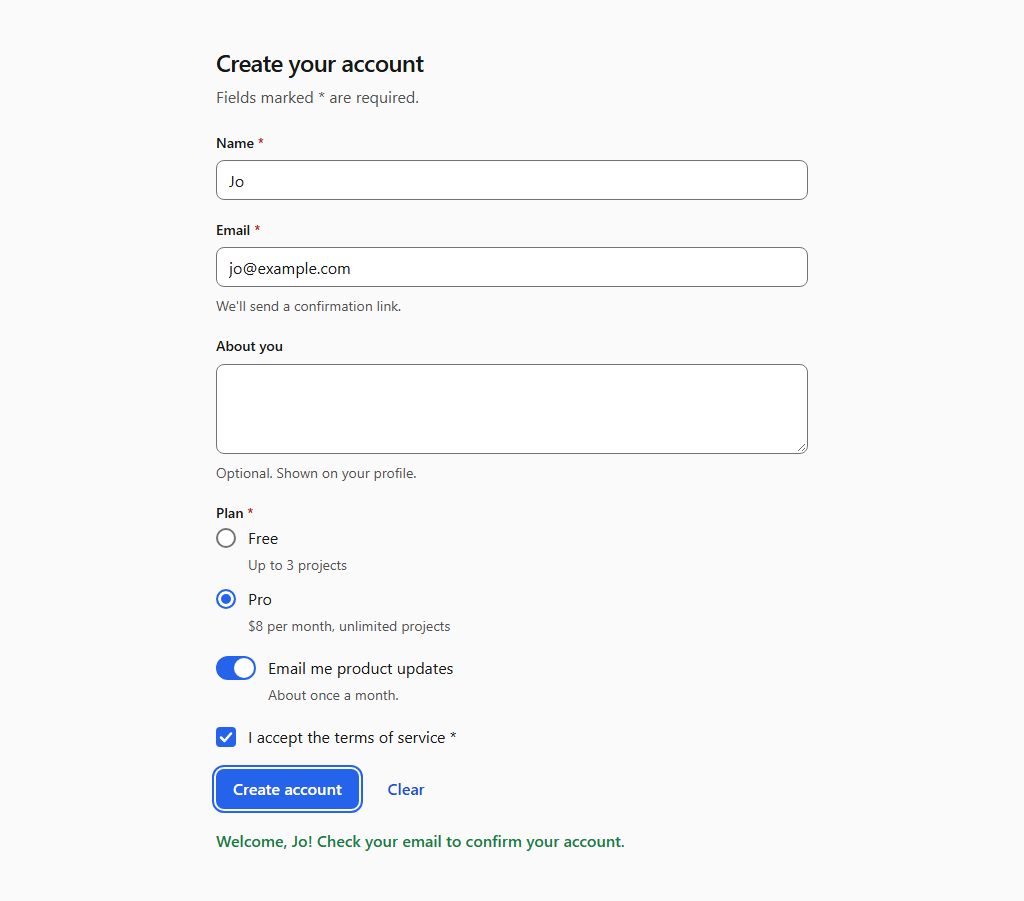 Create your account
Fields marked * are required.
Name *
Jo
Email *
jo@example.com
We'll send a confirmation link.
About you
Optional. Shown on your profile.
Plan *
Free
Up to 3 projects
Pro
$8 per month, unlimited projects
Email me product updates
About once a month.
I accept the terms of service *
Create account Clear
Welcome, Jo! Check your email to confirm your account.